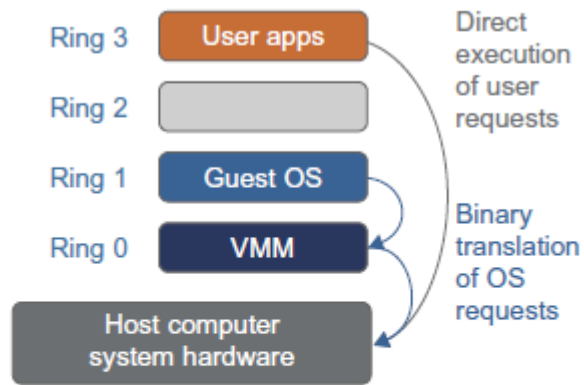 Ring 3
User apps
Direct
execution
of user
requests
Ring 2
Ring 1
Guest OS
Ring 0
VMM
Binary
translation
of OS
requests
Host computer
system hardware